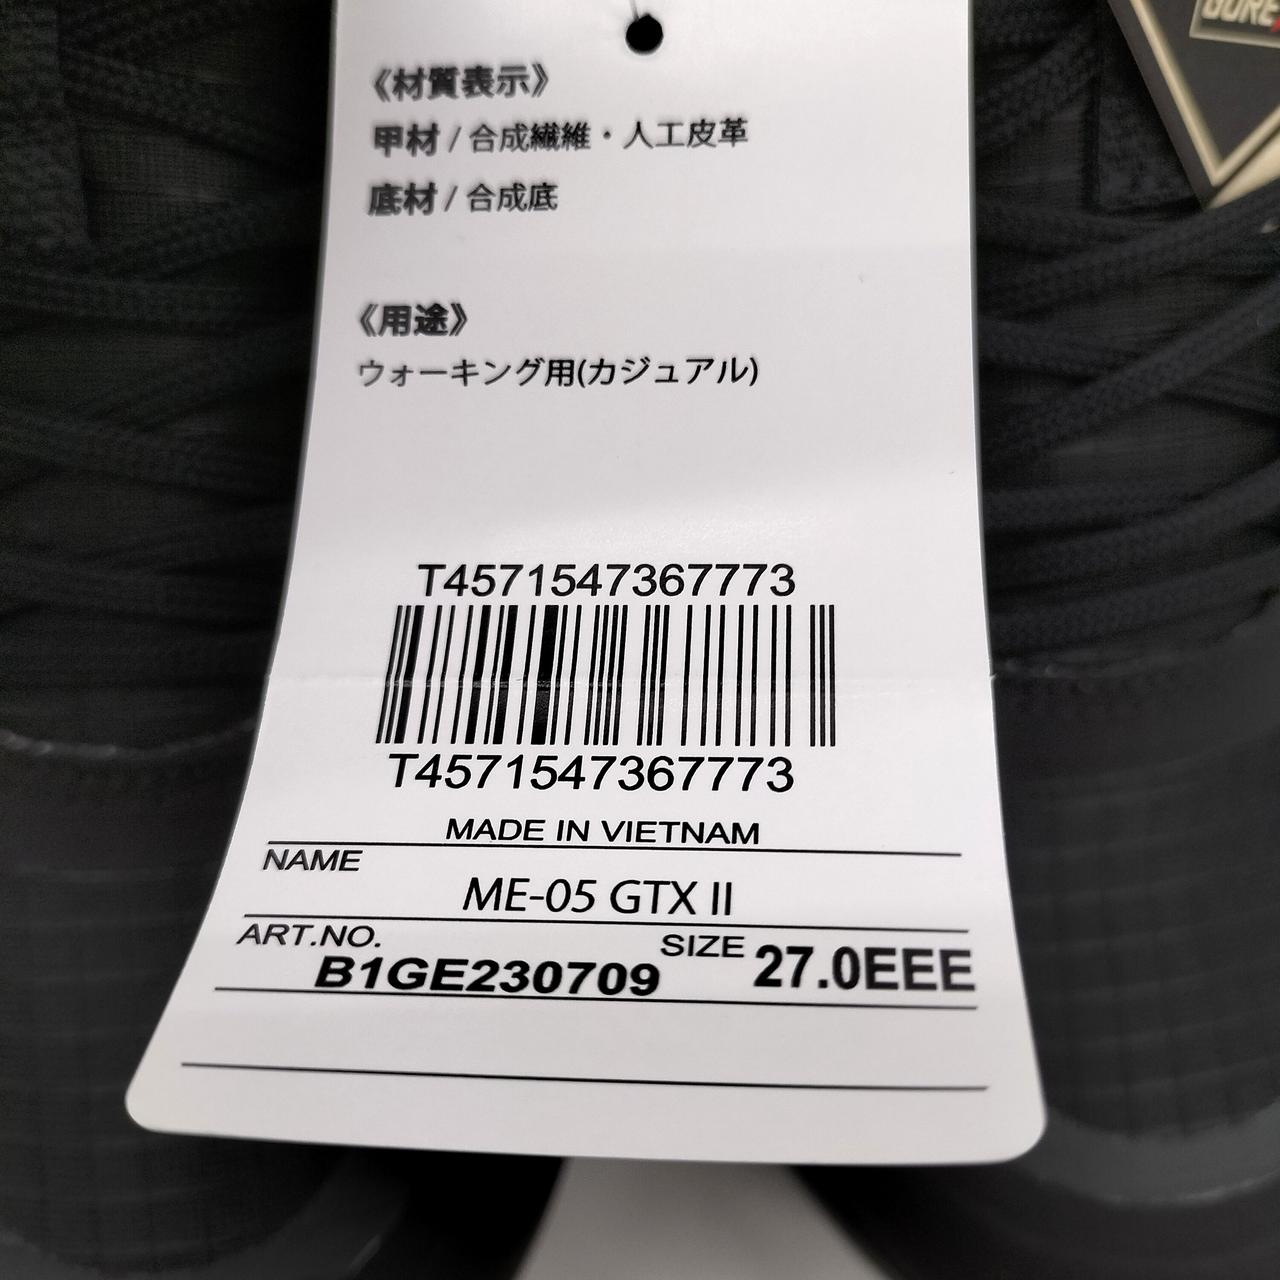 GORE
《材質表示》
甲材 / 合成繊維・人工皮革
底材 / 合成底
《用途》
ウォーキング用(カジュアル)
T4571547367773
T4571547367773
MADE IN VIETNAM
NAME
ME-05 GTX II
ART.NO.
B1GE230709
SIZE 27.0EEE